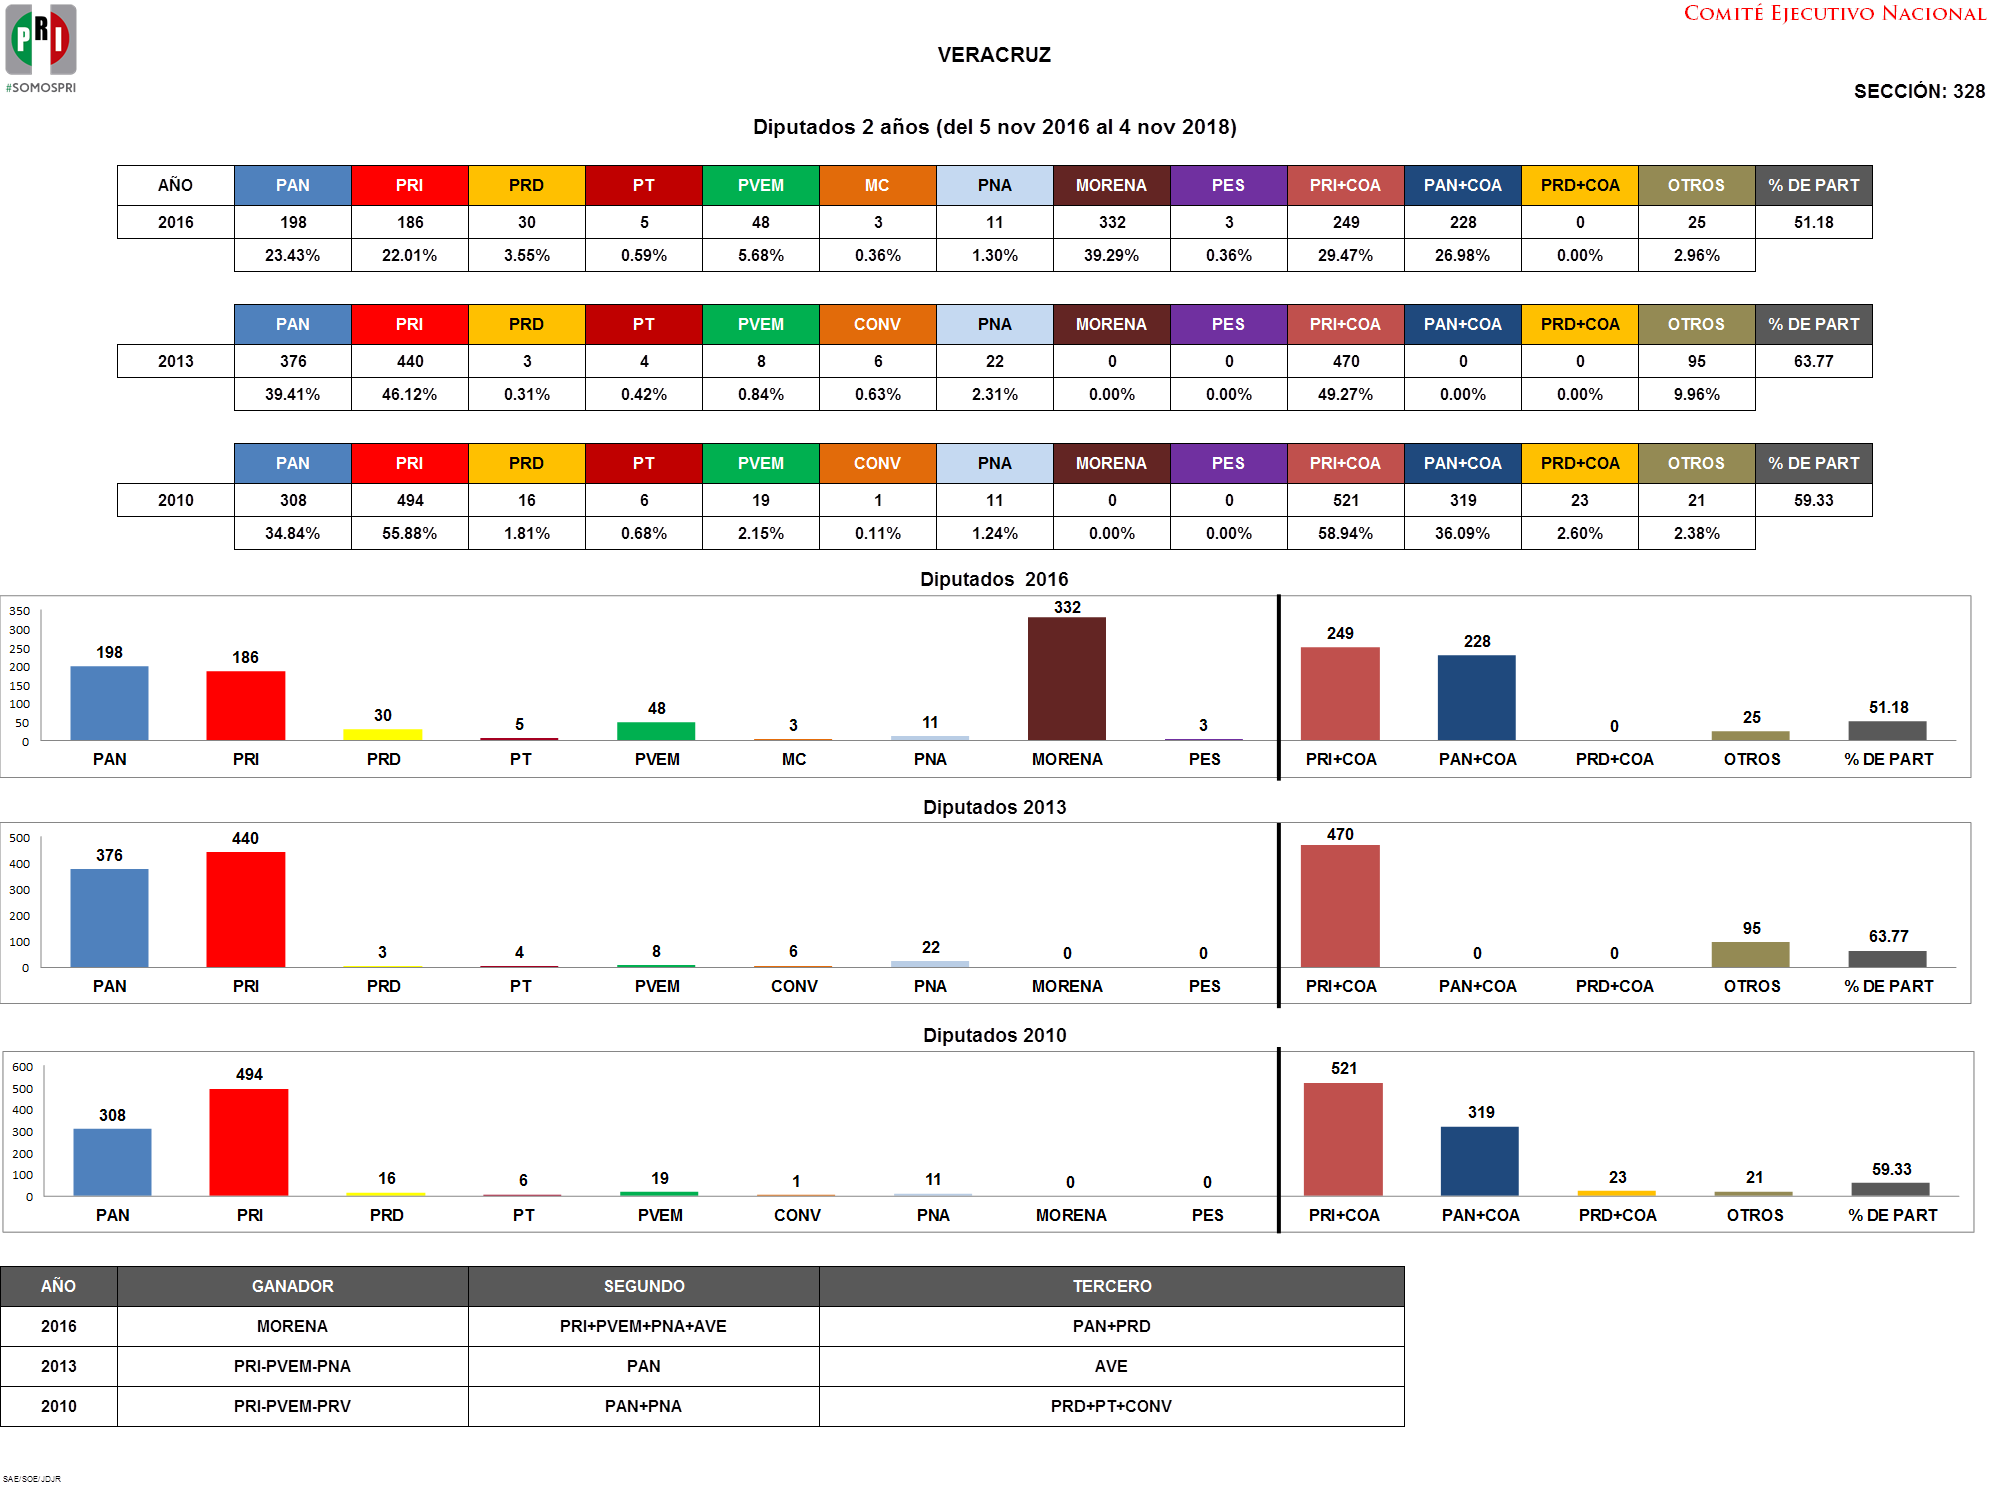 PRI
#SOMOSPRI
COMITÉ EJECUTIVO NACIONAL
VERACRUZ
SECCIÓN: 328
Diputados 2 años (del 5 nov 2016 al 4 nov 2018)
AÑO PAN PRI PRD PT PVEM MC PNA MORENA PES PRI+COA PAN+COA PRD+COA OTROS % DE PART
2016 198 186 30 5 48 3 11 332 3 249 228 0 25 51.18
23.43% 22.01% 3.55% 0.59% 5.68% 0.36% 1.30% 39.29% 0.36% 29.47% 26.98% 0.00% 2.96%
PAN PRI PRD PT PVEM CONV PNA MORENA PES PRI+COA PAN+COA PRD+COA OTROS % DE PART
2013 376 440 3 4 8 6 22 0 0 470 0 0 95 63.77
39.41% 46.12% 0.31% 0.42% 0.84% 0.63% 2.31% 0.00% 0.00% 49.27% 0.00% 0.00% 9.96%
PAN PRI PRD PT PVEM CONV PNA MORENA PES PRI+COA PAN+COA PRD+COA OTROS % DE PART
2010 308 494 16 6 19 1 11 0 0 521 319 23 21 59.33
34.84% 55.88% 1.81% 0.68% 2.15% 0.11% 1.24% 0.00% 0.00% 58.94% 36.09% 2.60% 2.38%
Diputados 2016
350
300
250
200
150
100
50
0
198 186 30 5 48 3 11 332 3 249 228 0 25 51.18
PAN PRI PRD PT PVEM MC PNA MORENA PES PRI+COA PAN+COA PRD+COA OTROS % DE PART
Diputados 2013
500
400
300
200
100
0
376 440 3 4 8 6 22 0 0 470 0 0 95 63.77
PAN PRI PRD PT PVEM CONV PNA MORENA PES PRI+COA PAN+COA PRD+COA OTROS % DE PART
Diputados 2010
600
500
400
300
200
100
0
308 494 16 6 19 1 11 0 0 521 319 23 21 59.33
PAN PRI PRD PT PVEM CONV PNA MORENA PES PRI+COA PAN+COA PRD+COA OTROS % DE PART
AÑO GANADOR SEGUNDO TERCERO
2016 MORENA PRI+PVEM+PNA+AVE PAN+PRD
2013 PRI-PVEM-PNA PAN AVE
2010 PRI-PVEM-PRV PAN+PNA PRD+PT+CONV
SAE/SOE/JDJR